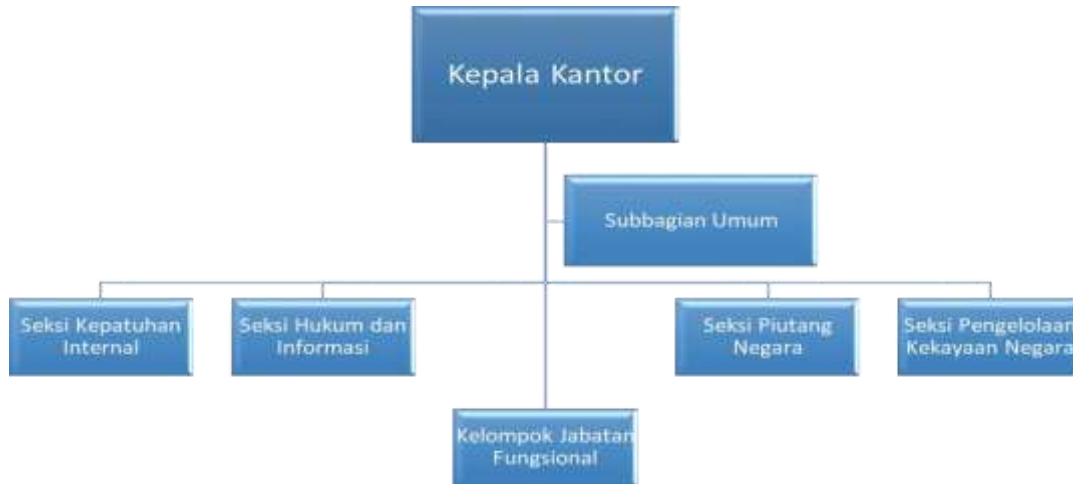 Kepala Kantor
Subbagian Umum
Seksi Kepatuhan
Internal
Seksi Hukum dan
Informasi
Seksi Piutang
Negara
Seksi Pengelolaan
Kekayaan Negara
Kelompok Jabatan
Fungsional